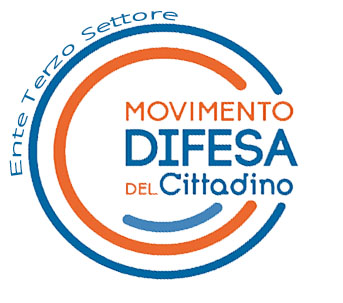 Ente Terzo Settore
MOVIMENTO
DIFESA
DEL Cittadino